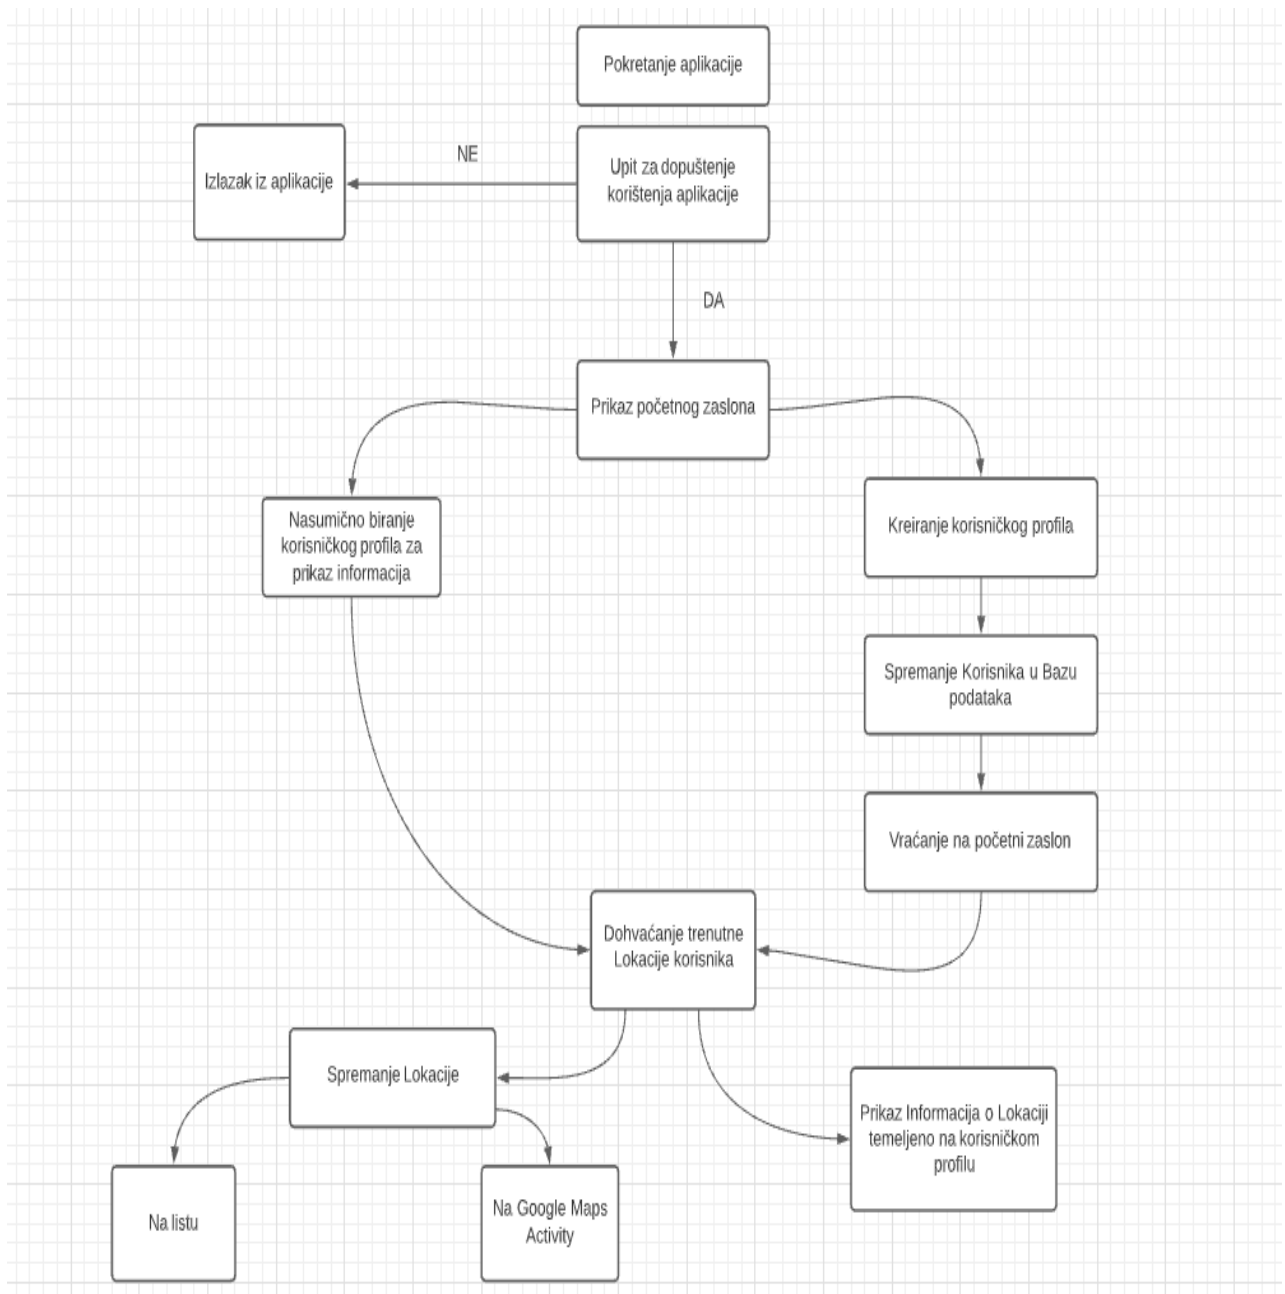 Pokretanje aplikacije
Izlazak iz aplikacije
NE
Upit za dopuštenje
korištenja aplikacije
DA
Prikaz početnog zaslona
Nasumično biranje
korisničkog profila za
prikaz informacija
Kreiranje korisničkog profila
Spremanje Korisnika u Bazu
podataka
Vraćanje na početni zaslon
Dohvaćanje trenutne
Lokacije korisnika
Spremanje Lokacije
Prikaz Informacija o Lokaciji
temeljeno na korisničkom
profilu
Na listu
Na Google Maps
Activity